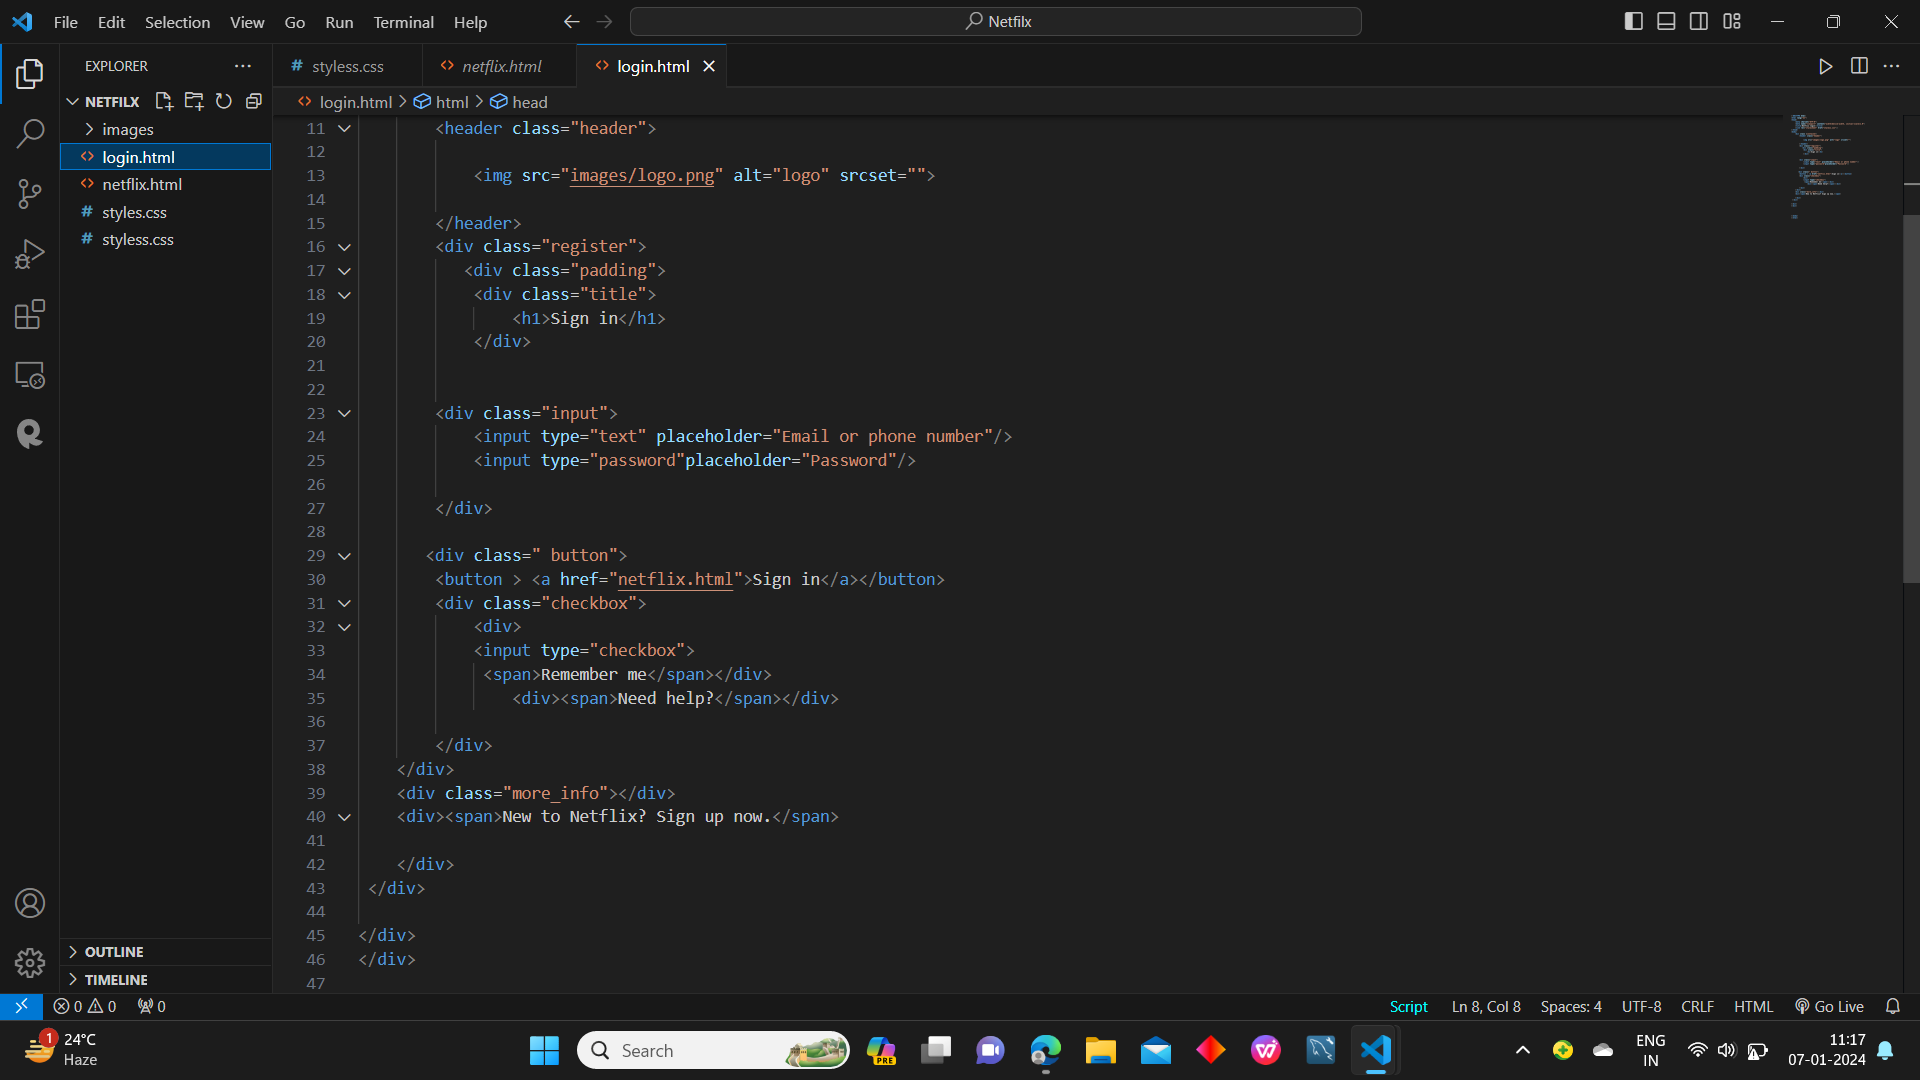 File Edit Selection View Go Run Terminal Help
Netfilx
EXPLORER
NETFILX
images
login.html
netflix.html
styles.css
styless.css
OUTLINE
TIMELINE
# styless.css
<> netflix.html
<> login.html
<> login.html > html > head
11 <header class="header">
12
13 <img src="images/logo.png" alt="logo" srcset="">
14
15 </header>
16 <div class="register">
17 <div class="padding">
18 <div class="title">
19 <h1>Sign in</h1>
20 </div>
21
22
23 <div class="input">
24 <input type="text" placeholder="Email or phone number"/>
25 <input type="password"placeholder="Password"/>
26
27 </div>
28
29 <div class=" button">
30 <button > <a href="netflix.html">Sign in</a></button>
31 <div class="checkbox">
32 <div>
33 <input type="checkbox">
34 <span>Remember me</span></div>
35 <div><span>Need help?</span></div>
36
37 </div>
38 </div>
39 <div class="more_info"></div>
40 <div><span>New to Netflix? Sign up now.</span>
41
42 </div>
43 </div>
44
45 </div>
46 </div>
47
0 0 0
Script Ln 8, Col 8 Spaces: 4 UTF-8 CRLF HTML Go Live
1
24°C
Haze
Search
PRE
ENG
IN
11:17
07-01-2024